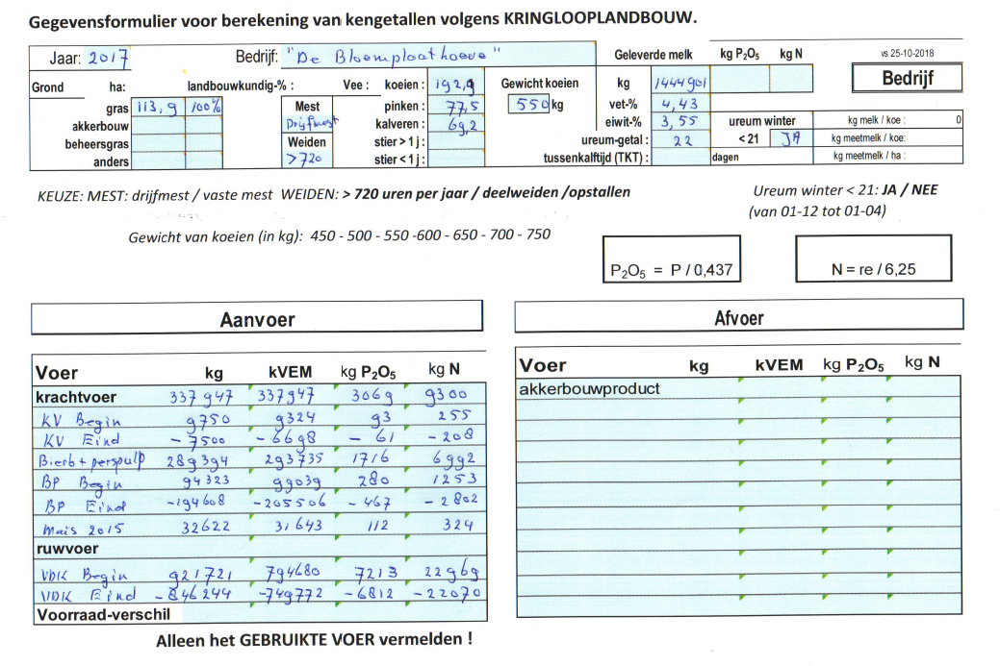 Gegevensformulier voor berekening van kengetallen volgens KRINGLOOPLANDBOUW.
Jaar: 2017 Bedrijf: "De Bloemplaathoeve" Geleverde melk kg P₂O₅ kg N vs 25-10-2018
Bedrijf
Grond ha: landbouwkundig-% : Vee : koeien : 192,9 Gewicht koeien kg 1444901
gras 113,9 100% Mest pinken : 77,5 550 kg vet-% 4,43
akkerbouw Drijfmest kalveren : 69,2 eiwit-% 3,55 ureum winter kg melk / koe : 0
beheersgras Weiden stier > 1 j : ureum-getal : 22 < 21 JA kg meetmelk / koe:
anders >720 stier < 1 j : tussenkalftijd (TKT) : dagen kg meetmelk / ha :
KEUZE: MEST: drijfmest / vaste mest WEIDEN: > 720 uren per jaar / deelweiden /opstallen
Ureum winter < 21: JA / NEE
(van 01-12 tot 01-04)
Gewicht van koeien (in kg): 450 - 500 - 550 -600 - 650 - 700 - 750
P₂O₅ = P / 0,437
N = re / 6,25
Aanvoer
Voer kg kVEM kg P₂O₅ kg N
krachtvoer 337947 337947 3069 9300
KV Begin 9750 9324 93 255
KV Eind -7500 -6698 -61 -208
Bierb + perspulp 289394 293735 1716 6992
BP Begin 94323 99039 280 1253
BP Eind -194608 -205506 -467 -2802
Mais 2015 32622 31643 112 324
ruwvoer
VDK Begin 921721 794680 7213 22969
VDK Eind -846244 -749772 -6812 -22070
Voorraad-verschil
Afvoer
Voer kg kVEM kg P₂O₅ kg N
akkerbouwproduct
Alleen het GEBRUIKTE VOER vermelden !